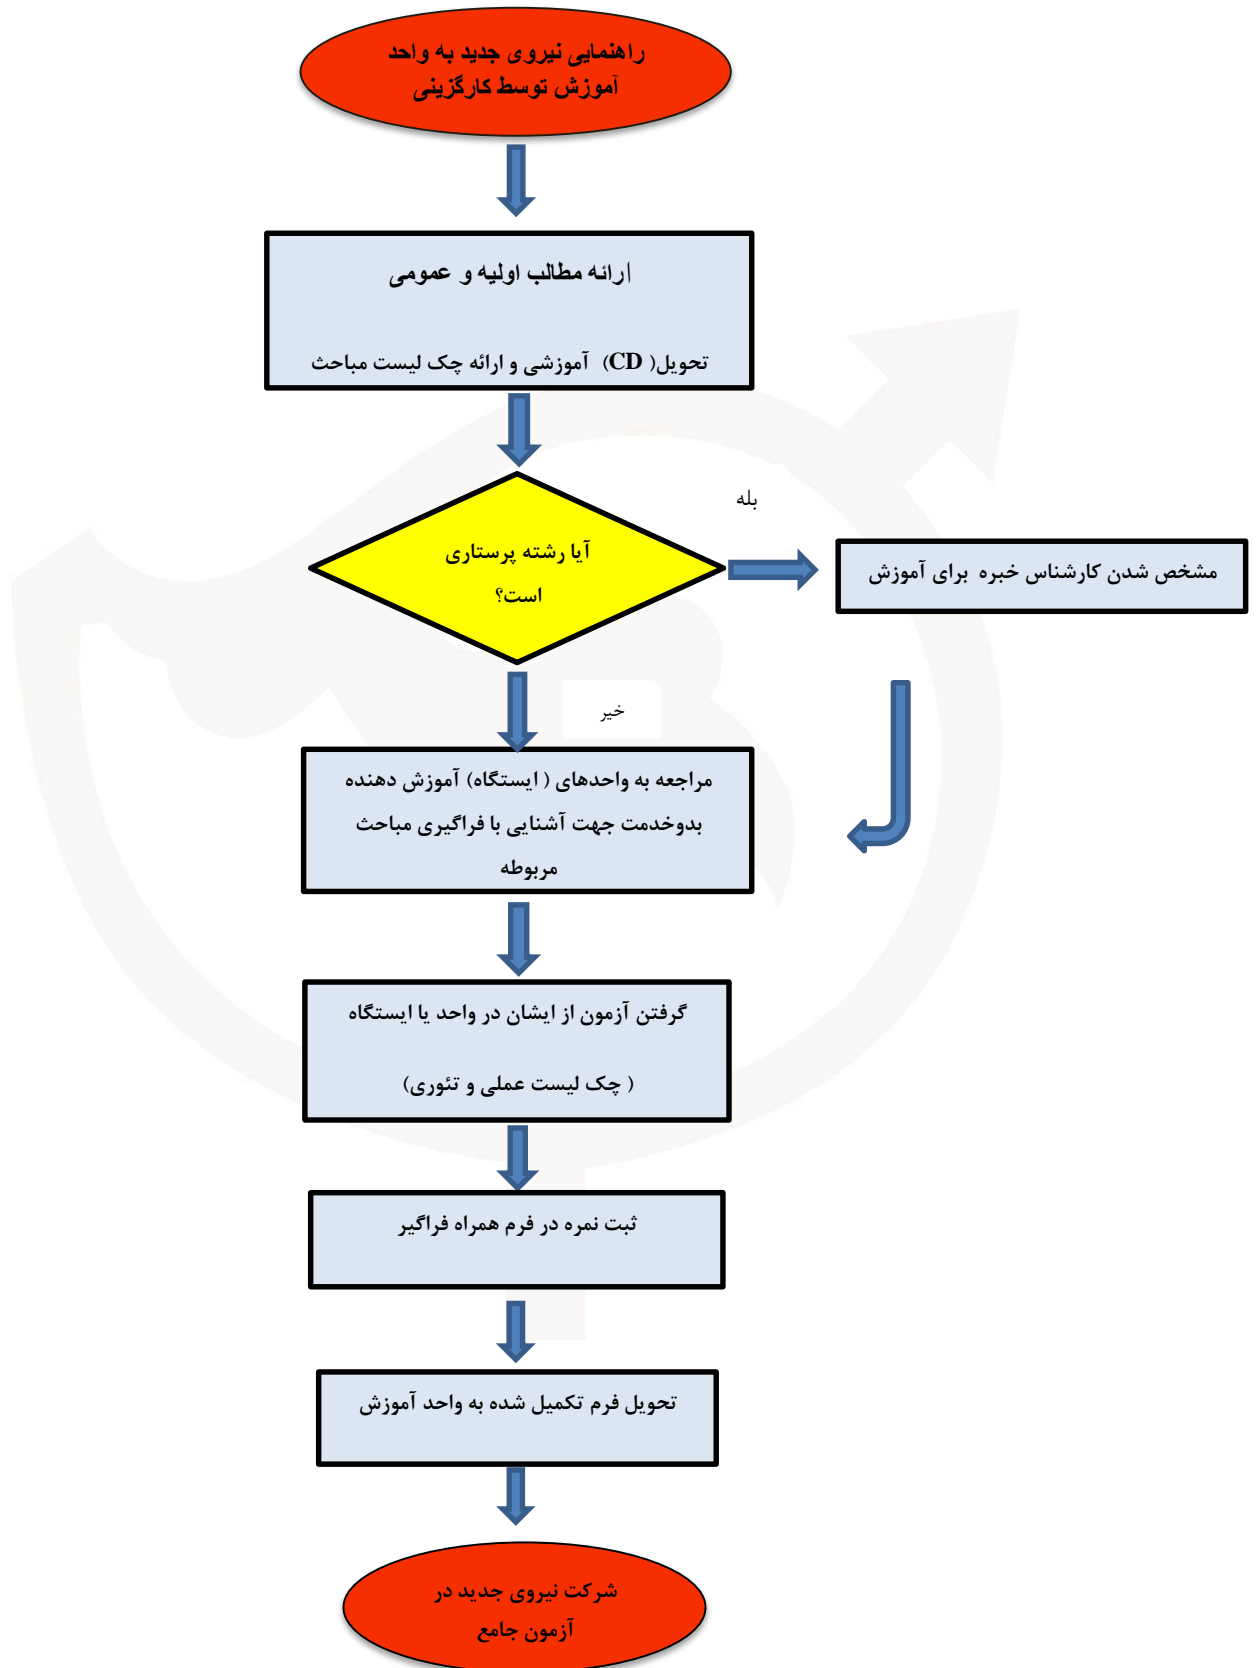 راهنمایی نیروی جدید به واحد
آموزش توسط کارگزینی
ارائه مطالب اولیه و عمومی
تحویل( CD) آموزشی و ارائه چک لیست مباحث
آیا رشته پرستاری
است؟
بله
مشخص شدن کارشناس خبره برای آموزش
خیر
مراجعه به واحدهای ( ایستگاه) آموزش دهنده
بدوخدمت جهت آشنایی با فراگیری مباحث
مربوطه
گرفتن آزمون از ایشان در واحد یا ایستگاه
( چک لیست عملی و تئوری)
ثبت نمره در فرم همراه فراگیر
تحویل فرم تکمیل شده به واحد آموزش
شرکت نیروی جدید در
آزمون جامع